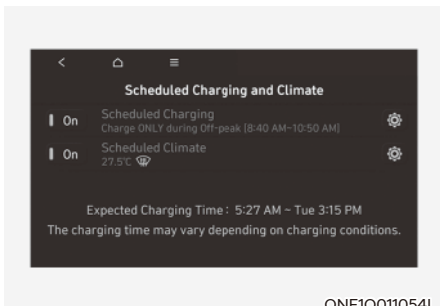 Scheduled Charging and Climate
On
Scheduled Charging
Charge ONLY during Off-peak [8:40 AM~10:50 AM]
On
Scheduled Climate
27.5℃
Expected Charging Time : 5:27 AM ~ Tue 3:15 PM
The charging time may vary depending on charging conditions.